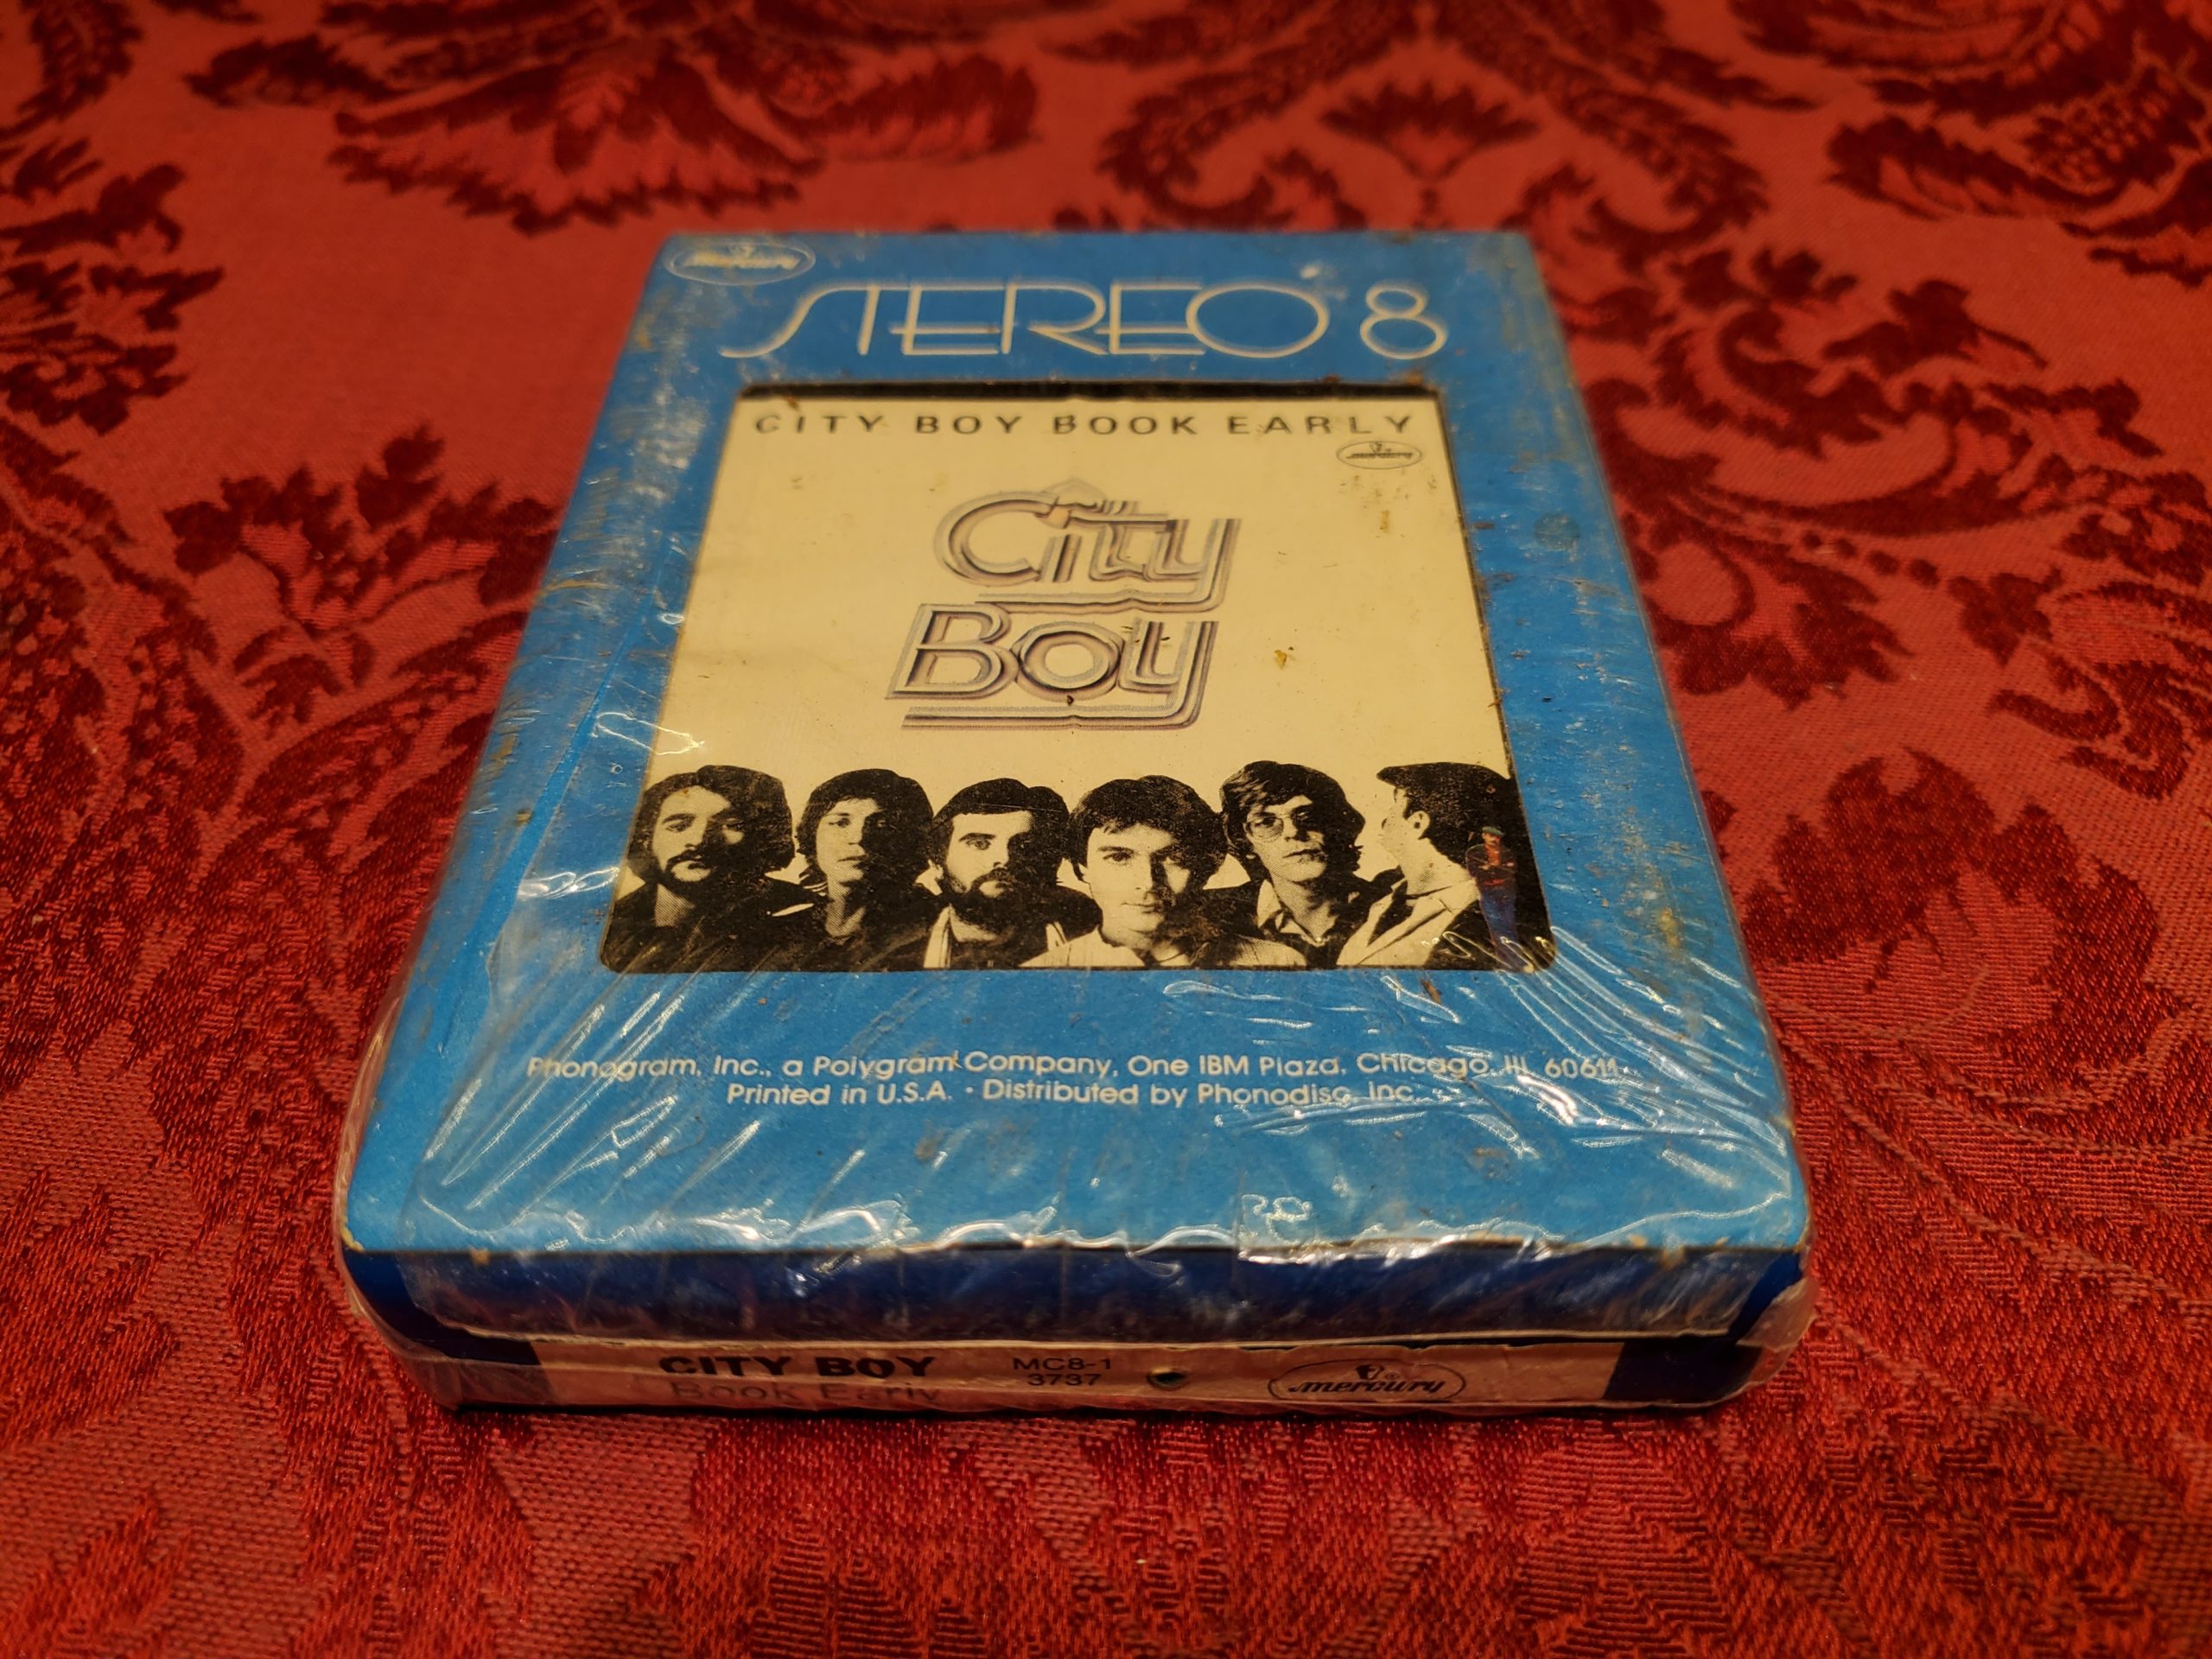 mercury
STEREO 8
CITY BOY BOOK EARLY
mercury
City
Boy
Phonogram, Inc., a Polygram Company, One IBM Plaza, Chicago, Ill. 60611
Printed in U.S.A. • Distributed by Phonodisc, Inc.
CITY BOY
Book Early
MC8-1
3737
mercury®